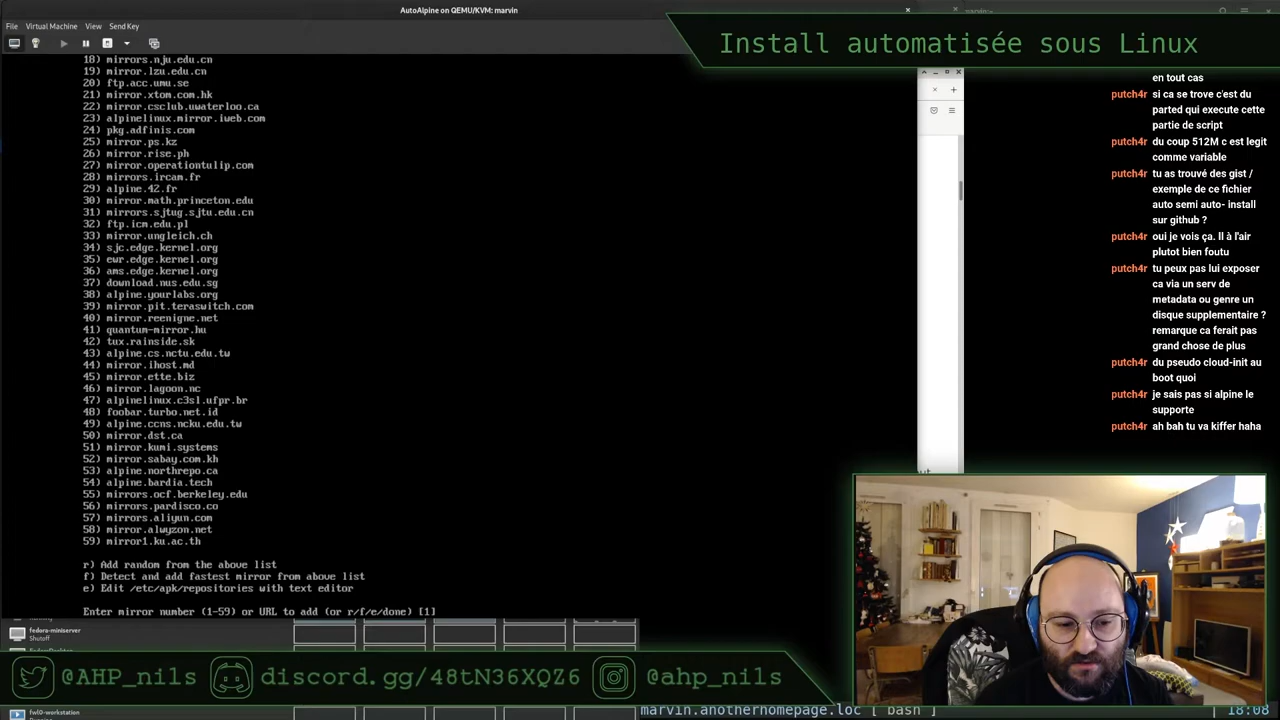 AutoAlpine on QEMU/KVM: marvin
File Virtual Machine View Send Key
Install automatisée sous Linux
18) mirrors.nju.edu.cn
19) mirror.lzu.edu.cn
20) ftp.acc.umu.se
21) mirror.xtom.com.hk
22) mirror.csclub.uwaterloo.ca
23) alpinelinux.mirror.iweb.com
24) pkg.adfinis.com
25) mirror.ps.kz
26) mirror.rise.ph
27) mirror.operationtulip.com
28) mirrors.ircam.fr
29) alpine.42.fr
30) mirror.math.princeton.edu
31) mirrors.sjtug.sjtu.edu.cn
32) ftp.icm.edu.pl
33) mirror.ungleich.ch
34) sjc.edge.kernel.org
35) ewr.edge.kernel.org
36) ams.edge.kernel.org
37) download.nus.edu.sg
38) alpine.yourlabs.org
39) mirror.pit.teraswitch.com
40) mirror.reenigne.net
41) quantum-mirror.hu
42) tux.rainside.sk
43) alpine.cs.nctu.edu.tw
44) mirror.ihost.md
45) mirror.ette.biz
46) mirror.lagoon.nc
47) alpinelinux.c3sl.ufpr.br
48) foobar.turbo.net.id
49) alpine.ccns.ncku.edu.tw
50) mirror.dst.ca
51) mirror.kumi.systems
52) mirror.sabay.com.kh
53) alpine.northrepo.ca
54) alpine.bardia.tech
55) mirrors.ocf.berkeley.edu
56) mirrors.pardisco.co
57) mirrors.aliyun.com
58) mirror.alwyzon.net
59) mirror1.ku.ac.th
r) Add random from the above list
f) Detect and add fastest mirror from above list
e) Edit /etc/apk/repositories with text editor
Enter mirror number (1-59) or URL to add (or r/f/e/done) [1]
en tout cas
putch4r si ca se trove c'est du
parted qui execute cette
partie de script
putch4r du coup 512M c est legit
comme variable
putch4r tu as trouvé des gist /
exemple de ce fichier
auto semi auto- install
sur github ?
putch4r oui je vois ça. Il à l'air
plutot bien foutu
putch4r tu peux pas lui exposer
ca via un serv de
metadata ou genre un
disque supplementaire ?
remarque ca ferait pas
grand chose de plus
putch4r du pseudo cloud-init au
boot quoi
putch4r je sais pas si alpine le
supporte
putch4r ah bah tu va kiffer haha
fedora-miniserver
Shutoff
@AHP_nils discord.gg/48tN36XQZ6 @ahp_nils
fwl0-workstation
marvin.anotherhomepage.loc [ bash ] 18:08